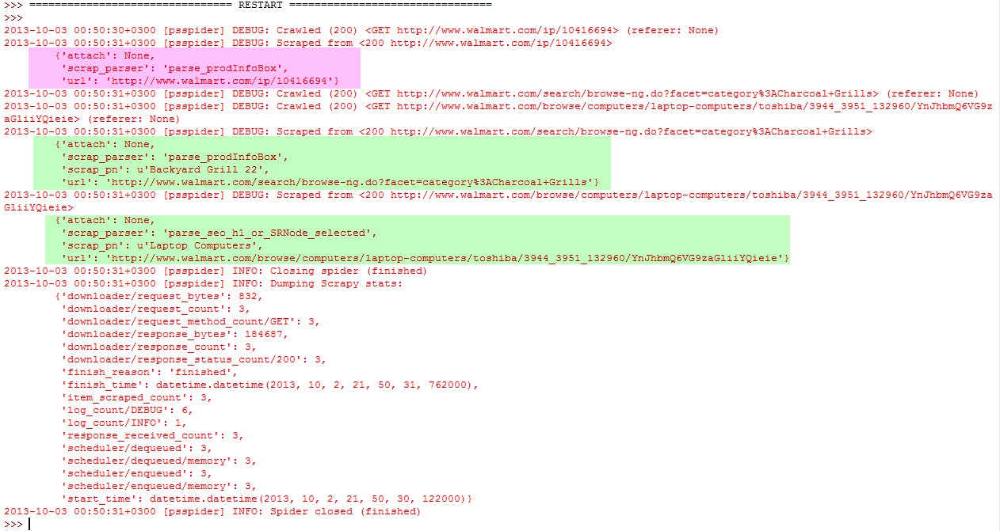 >>> ================================ RESTART ================================
>>>
2013-10-03 00:50:30+0300 [psspider] DEBUG: Crawled (200) <GET http://www.walmart.com/ip/10416694> (referer: None)
2013-10-03 00:50:31+0300 [psspider] DEBUG: Scraped from <200 http://www.walmart.com/ip/10416694>
{'attach': None,
'scrap_parser': 'parse_prodInfoBox',
'url': 'http://www.walmart.com/ip/10416694'}
2013-10-03 00:50:31+0300 [psspider] DEBUG: Crawled (200) <GET http://www.walmart.com/search/browse-ng.do?facet=category%3ACharcoal+Grills> (referer: None)
2013-10-03 00:50:31+0300 [psspider] DEBUG: Crawled (200) <GET http://www.walmart.com/browse/computers/laptop-computers/toshiba/3944_3951_132960/YnJhbmQ6VG9z
aGliiYQieie> (referer: None)
2013-10-03 00:50:31+0300 [psspider] DEBUG: Scraped from <200 http://www.walmart.com/search/browse-ng.do?facet=category%3ACharcoal+Grills>
{'attach': None,
'scrap_parser': 'parse_prodInfoBox',
'scrap_pn': u'Backyard Grill 22',
'url': 'http://www.walmart.com/search/browse-ng.do?facet=category%3ACharcoal+Grills'}
2013-10-03 00:50:31+0300 [psspider] DEBUG: Scraped from <200 http://www.walmart.com/browse/computers/laptop-computers/toshiba/3944_3951_132960/YnJhbmQ6VG9za
GliiYQieie>
{'attach': None,
'scrap_parser': 'parse_seo_h1_or_SRNode_selected',
'scrap_pn': u'Laptop Computers',
'url': 'http://www.walmart.com/browse/computers/laptop-computers/toshiba/3944_3951_132960/YnJhbmQ6VG9zaGliiYQieie'}
2013-10-03 00:50:31+0300 [psspider] INFO: Closing spider (finished)
2013-10-03 00:50:31+0300 [psspider] INFO: Dumping Scrapy stats:
{'downloader/request_bytes': 832,
'downloader/request_count': 3,
'downloader/request_method_count/GET': 3,
'downloader/response_bytes': 184687,
'downloader/response_count': 3,
'downloader/response_status_count/200': 3,
'finish_reason': 'finished',
'finish_time': datetime.datetime(2013, 10, 2, 21, 50, 31, 762000),
'item_scraped_count': 3,
'log_count/DEBUG': 6,
'log_count/INFO': 1,
'response_received_count': 3,
'scheduler/dequeued': 3,
'scheduler/dequeued/memory': 3,
'scheduler/enqueued': 3,
'scheduler/enqueued/memory': 3,
'start_time': datetime.datetime(2013, 10, 2, 21, 50, 30, 122000)}
2013-10-03 00:50:31+0300 [psspider] INFO: Spider closed (finished)
>>>